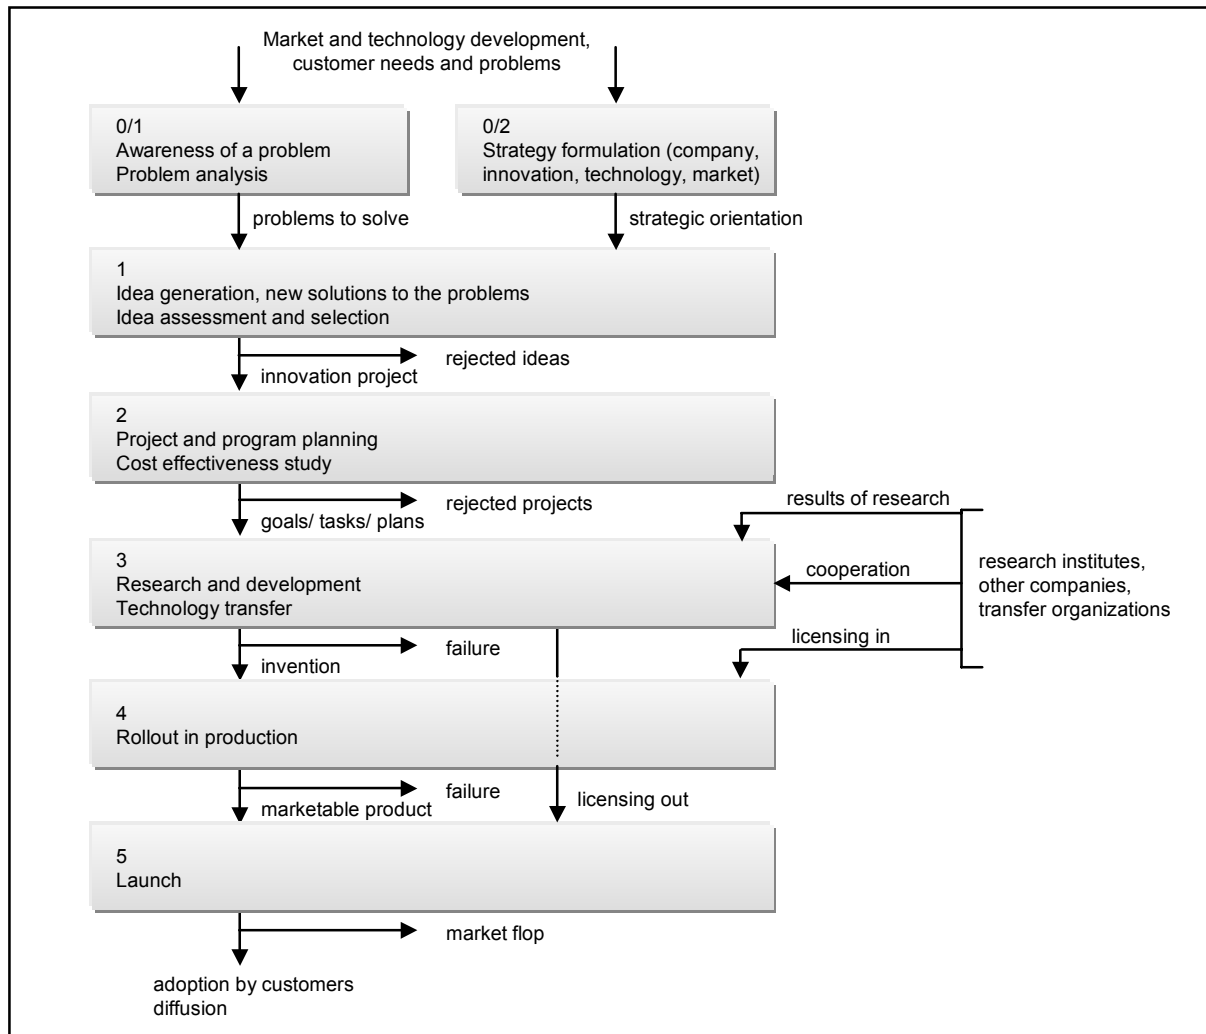 Market and technology development,
customer needs and problems
0/1
Awareness of a problem
Problem analysis
0/2
Strategy formulation (company,
innovation, technology, market)
problems to solve
strategic orientation
1
Idea generation, new solutions to the problems
Idea assessment and selection
rejected ideas
innovation project
2
Project and program planning
Cost effectiveness study
rejected projects
goals/ tasks/ plans
results of research
3
Research and development
Technology transfer
cooperation
research institutes,
other companies,
transfer organizations
licensing in
failure
invention
4
Rollout in production
failure
marketable product
licensing out
5
Launch
market flop
adoption by customers
diffusion